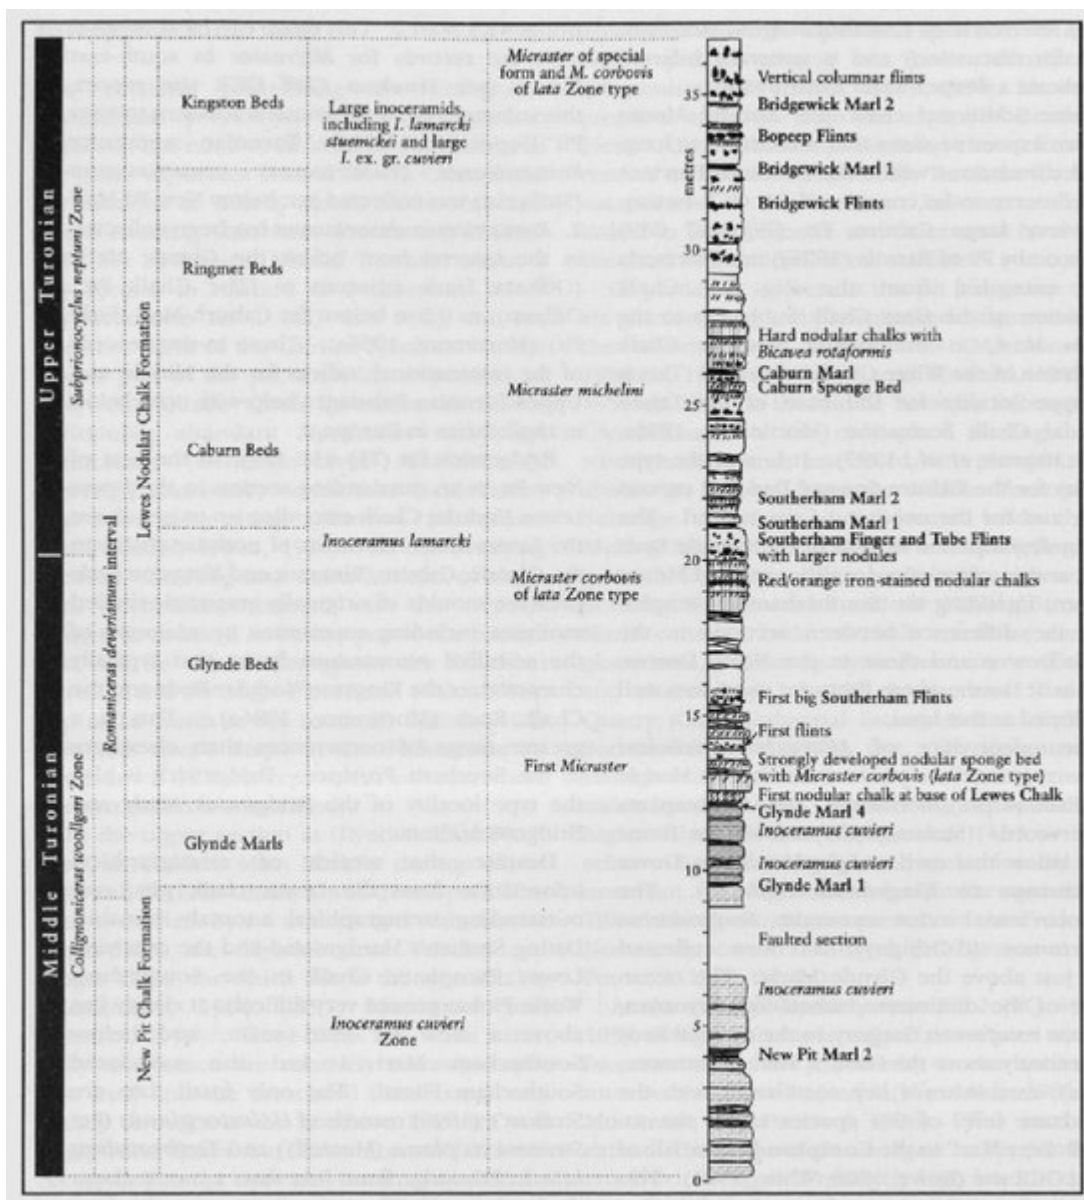 Upper Turonian
Middle Turonian
Subprionocyclus neptuni Zone
Collignoniceras woollgari Zone
Romaniceras deverianum interval
Lewes Nodular Chalk Formation
New Pit Chalk Formation
Kingston Beds
Ringmer Beds
Caburn Beds
Glynde Beds
Glynde Marls
Large inoceramids,
including I. lamarcki
stuemckei and large
I. ex. gr. cuvieri
Inoceramus lamarcki
Inoceramus cuvieri
Zone
Micraster of special
form and M. corbovis
of lata Zone type
Micraster michelini
Micraster corbovis
of lata Zone type
First Micraster
metres
35
30
25
20
15
10
5
0
Vertical columnar flints
Bridgewick Marl 2
Bopeep Flints
Bridgewick Marl 1
Bridgewick Flints
Hard nodular chalks with
Bicavea rotaformis
Caburn Marl
Caburn Sponge Bed
Southerham Marl 2
Southerham Marl 1
Southerham Finger and Tube Flints
with larger nodules
Red/orange iron-stained nodular chalks
First big Southerham Flints
First flints
Strongly developed nodular sponge bed
with Micraster corbovis (lata Zone type)
First nodular chalk at base of Lewes Chalk
Glynde Marl 4
Inoceramus cuvieri
Inoceramus cuvieri
Glynde Marl 1
Faulted section
Inoceramus cuvieri
New Pit Marl 2